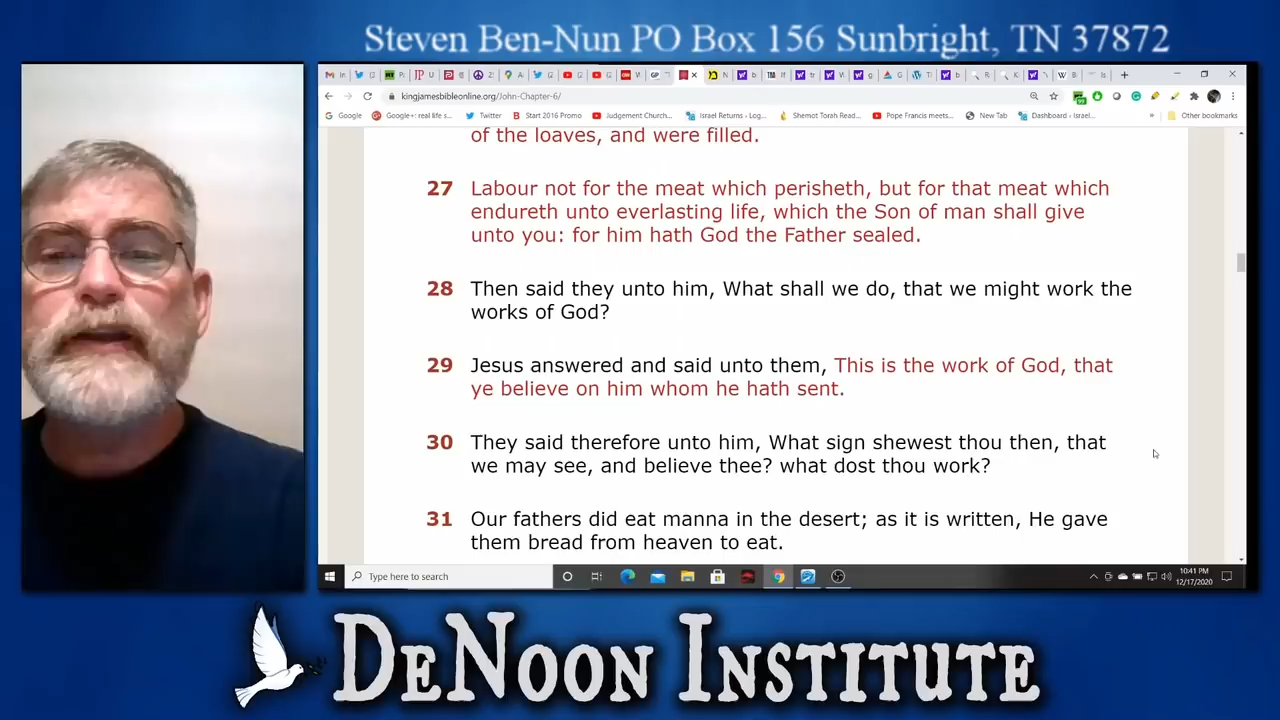 Steven Ben-Nun PO Box 156 Sunbright, TN 37872
kingjamesbibleonline.org/John-Chapter-6/
Google
Google+: real life s...
Twitter
Start 2016 Promo
Judgement Church...
Israel Returns - Log...
Shemot Torah Read...
Pope Francis meets...
New Tab
Dashboard ‹ Israel...
»
Other bookmarks
of the loaves, and were filled.
27 Labour not for the meat which perisheth, but for that meat which
endureth unto everlasting life, which the Son of man shall give
unto you: for him hath God the Father sealed.
28 Then said they unto him, What shall we do, that we might work the
works of God?
29 Jesus answered and said unto them, This is the work of God, that
ye believe on him whom he hath sent.
30 They said therefore unto him, What sign shewest thou then, that
we may see, and believe thee? what dost thou work?
31 Our fathers did eat manna in the desert; as it is written, He gave
them bread from heaven to eat.
Type here to search
10:41 PM
12/17/2020
DeNoon Institute